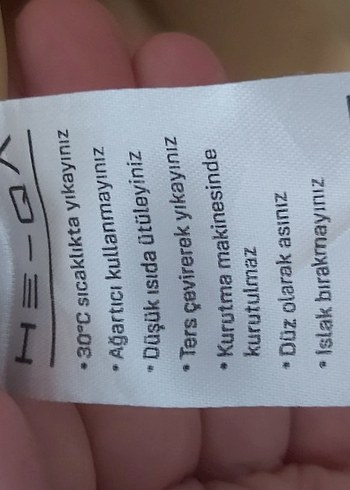 • 30°C sıcaklıkta yıkayınız
• Ağartıcı kullanmayınız
• Düşük ısıda ütüleyiniz
• Ters çevirerek yıkayınız
• Kurutma makinesinde
kurutulmaz
• Düz olarak asınız
• Islak bırakmayınız